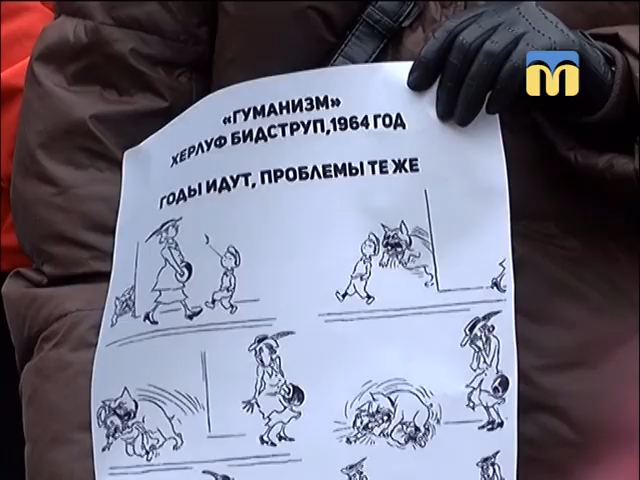 «ГУМАНИЗМ»
ХЕРЛУФ БИДСТРУП,1964 ГОД
ГОДЫ ИДУТ, ПРОБЛЕМЫ ТЕ ЖЕ